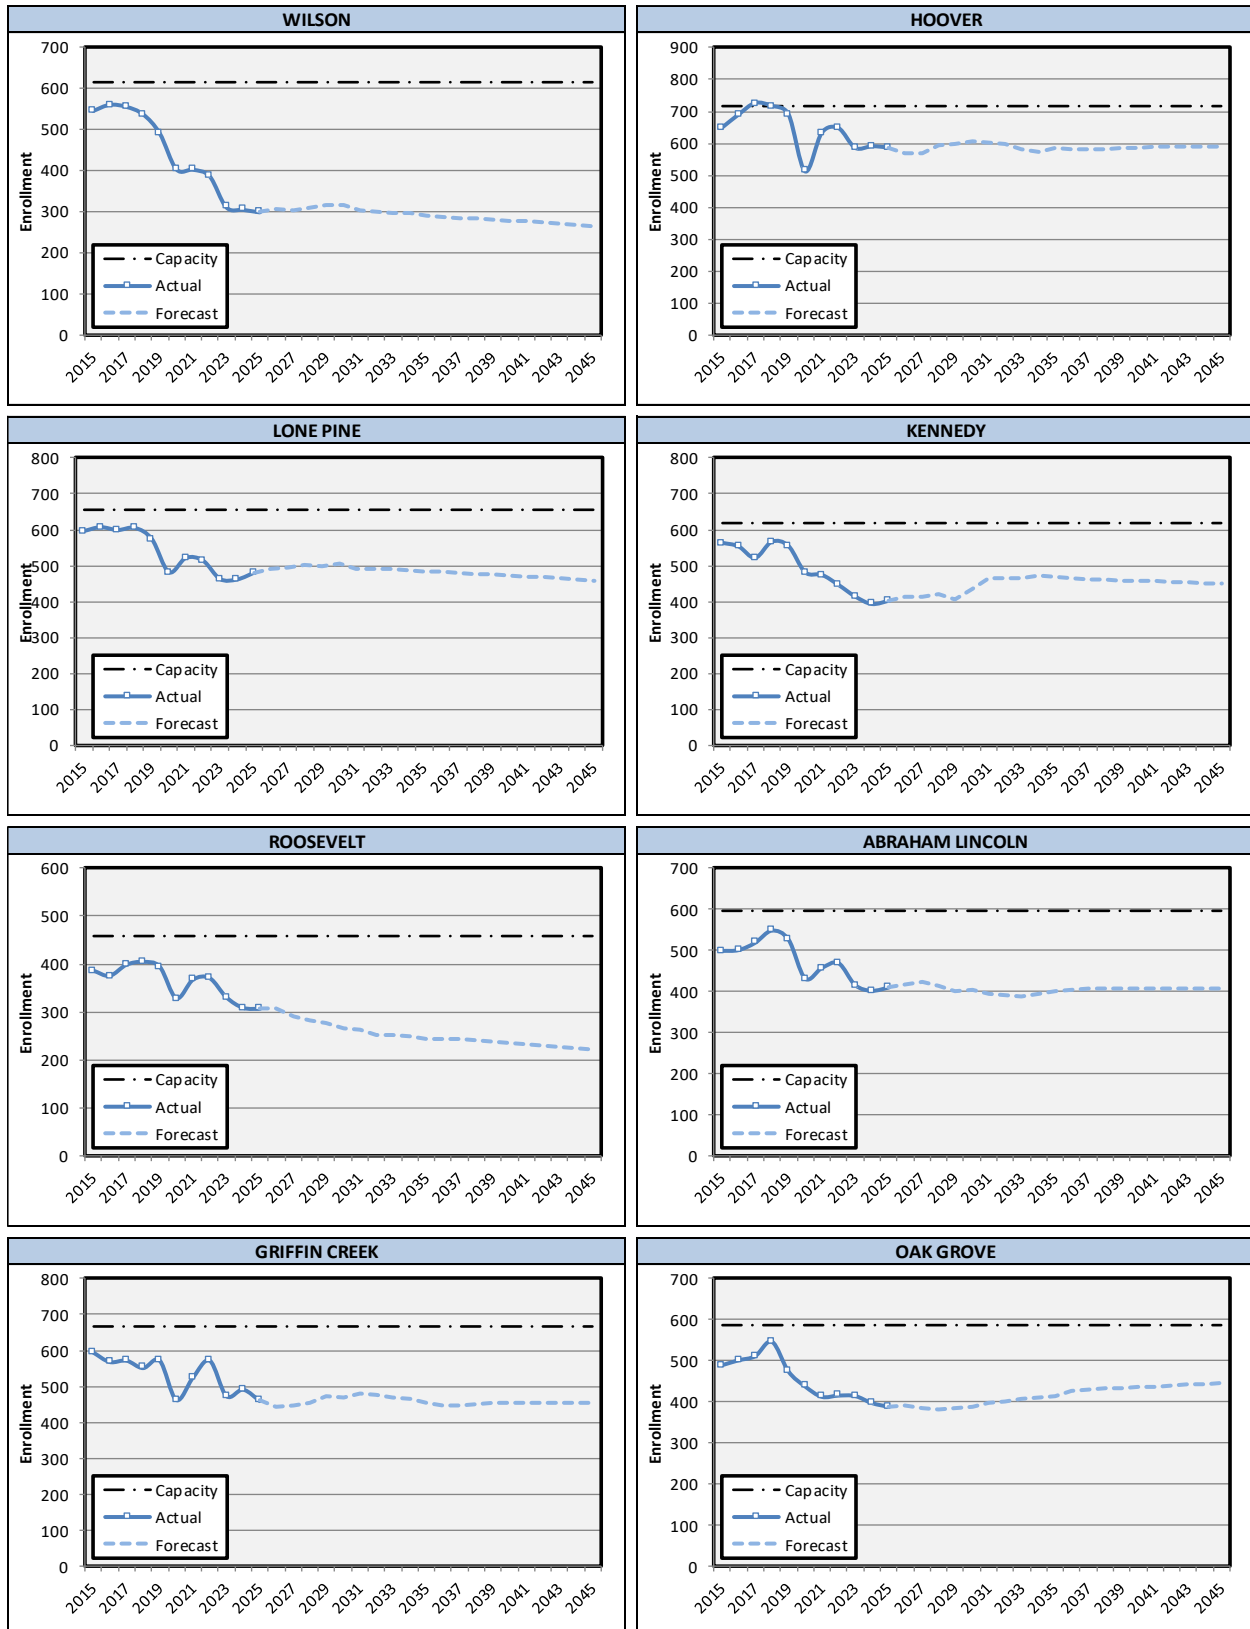 WILSON
700
600
500
400
300
200
100
0
Enrollment
Capacity
Actual
Forecast
2015 2017 2019 2021 2023 2025 2027 2029 2031 2033 2035 2037 2039 2041 2043 2045
HOOVER
900
800
700
600
500
400
300
200
100
0
Enrollment
Capacity
Actual
Forecast
2015 2017 2019 2021 2023 2025 2027 2029 2031 2033 2035 2037 2039 2041 2043 2045
LONE PINE
800
700
600
500
400
300
200
100
0
Enrollment
Capacity
Actual
Forecast
2015 2017 2019 2021 2023 2025 2027 2029 2031 2033 2035 2037 2039 2041 2043 2045
KENNEDY
800
700
600
500
400
300
200
100
0
Enrollment
Capacity
Actual
Forecast
2015 2017 2019 2021 2023 2025 2027 2029 2031 2033 2035 2037 2039 2041 2043 2045
ROOSEVELT
600
500
400
300
200
100
0
Enrollment
Capacity
Actual
Forecast
2015 2017 2019 2021 2023 2025 2027 2029 2031 2033 2035 2037 2039 2041 2043 2045
ABRAHAM LINCOLN
700
600
500
400
300
200
100
0
Enrollment
Capacity
Actual
Forecast
2015 2017 2019 2021 2023 2025 2027 2029 2031 2033 2035 2037 2039 2041 2043 2045
GRIFFIN CREEK
800
700
600
500
400
300
200
100
0
Enrollment
Capacity
Actual
Forecast
2015 2017 2019 2021 2023 2025 2027 2029 2031 2033 2035 2037 2039 2041 2043 2045
OAK GROVE
700
600
500
400
300
200
100
0
Enrollment
Capacity
Actual
Forecast
2015 2017 2019 2021 2023 2025 2027 2029 2031 2033 2035 2037 2039 2041 2043 2045